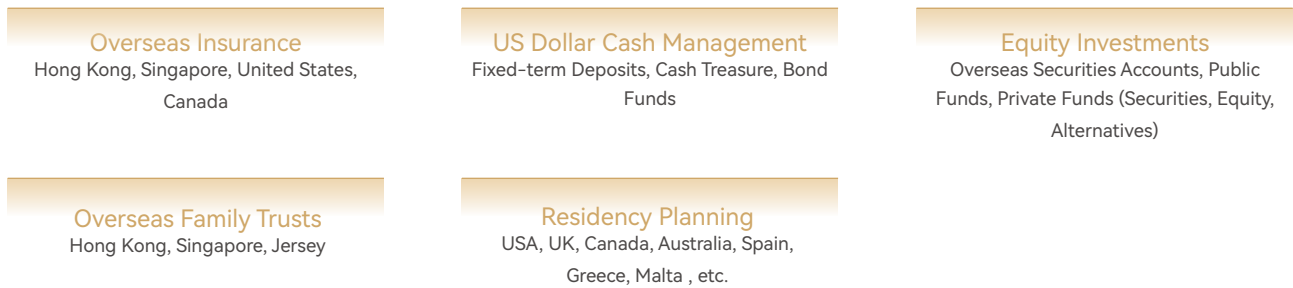 Overseas Insurance
Hong Kong, Singapore, United States,
Canada
US Dollar Cash Management
Fixed-term Deposits, Cash Treasure, Bond
Funds
Equity Investments
Overseas Securities Accounts, Public
Funds, Private Funds (Securities, Equity,
Alternatives)
Overseas Family Trusts
Hong Kong, Singapore, Jersey
Residency Planning
USA, UK, Canada, Australia, Spain,
Greece, Malta , etc.